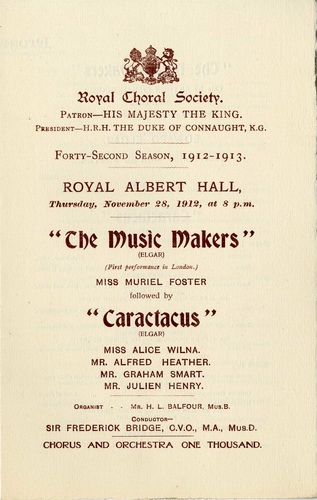 Royal Choral Society.
PATRON—HIS MAJESTY THE KING.
PRESIDENT—H.R.H. THE DUKE OF CONNAUGHT, K.G.
FORTY-SECOND SEASON, 1912-1913.
ROYAL ALBERT HALL,
Thursday, November 28, 1912, at 8 p.m.
"The Music Makers"
(ELGAR)
(First performance in London.)
MISS MURIEL FOSTER
followed by
"Caractacus"
(ELGAR)
MISS ALICE WILNA.
MR. ALFRED HEATHER.
MR. GRAHAM SMART.
MR. JULIEN HENRY.
ORGANIST - - MR. H. L. BALFOUR, MUS.B.
CONDUCTOR—
SIR FREDERICK BRIDGE, C.V.O., M.A., MUS.D.
CHORUS AND ORCHESTRA ONE THOUSAND.